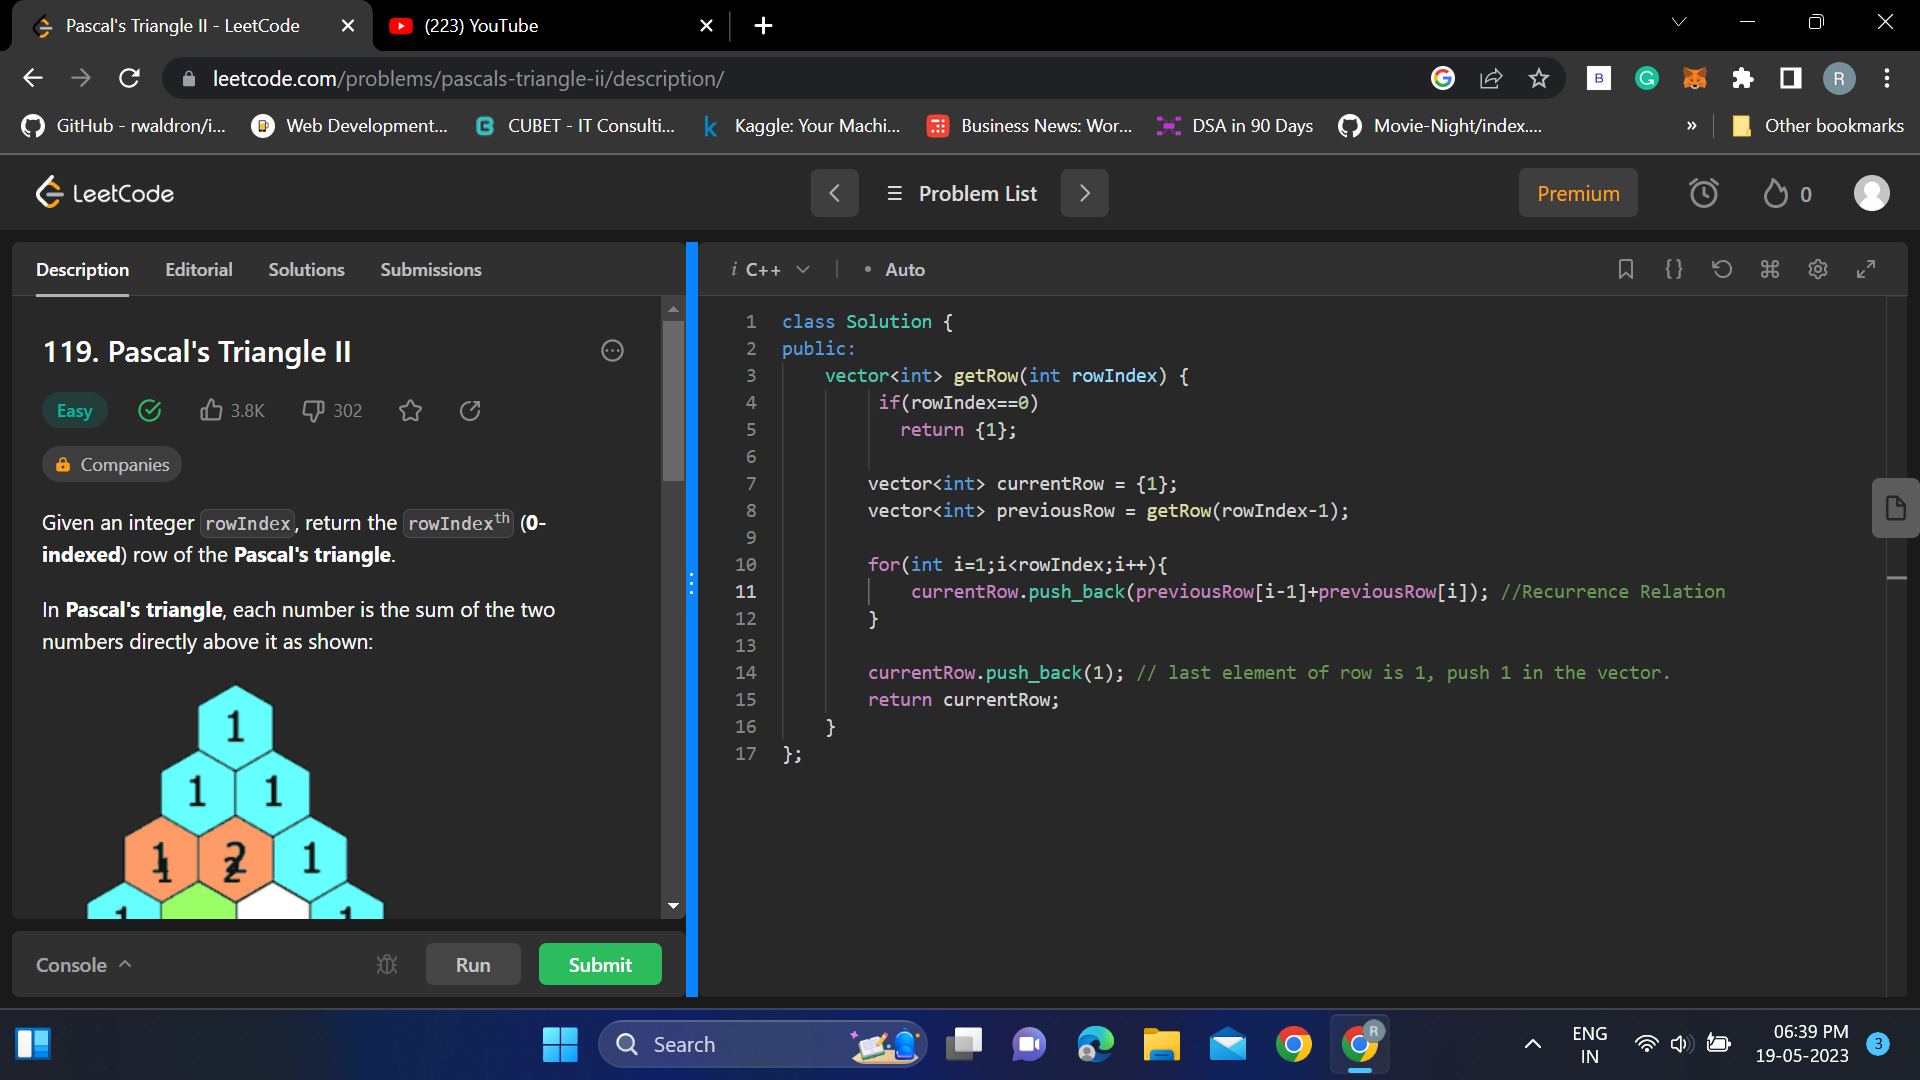 Pascal's Triangle II - LeetCode
(223) YouTube
leetcode.com/problems/pascals-triangle-ii/description/
B
G
R
GitHub - rwaldron/i...
Web Development...
CUBET - IT Consulti...
k
Kaggle: Your Machi...
Business News: Wor...
DSA in 90 Days
Movie-Night/index....
»
Other bookmarks
LeetCode
Problem List
Premium
0
Description
Editorial
Solutions
Submissions
119. Pascal's Triangle II
Easy
3.8K
302
Companies
Given an integer rowIndex, return the rowIndexth (0-
indexed) row of the Pascal's triangle.
In Pascal's triangle, each number is the sum of the two
numbers directly above it as shown:
1
1 1
1 1 2 2 1
1 1
Console
Run
Submit
i C++
• Auto
{}
1 class Solution {
2 public:
3 vector<int> getRow(int rowIndex) {
4 if(rowIndex==0)
5 return {1};
6
7 vector<int> currentRow = {1};
8 vector<int> previousRow = getRow(rowIndex-1);
9
10 for(int i=1;i<rowIndex;i++){
11 currentRow.push_back(previousRow[i-1]+previousRow[i]); //Recurrence Relation
12 }
13
14 currentRow.push_back(1); // last element of row is 1, push 1 in the vector.
15 return currentRow;
16 }
17 };
Search
R
ENG
IN
06:39 PM
19-05-2023
3